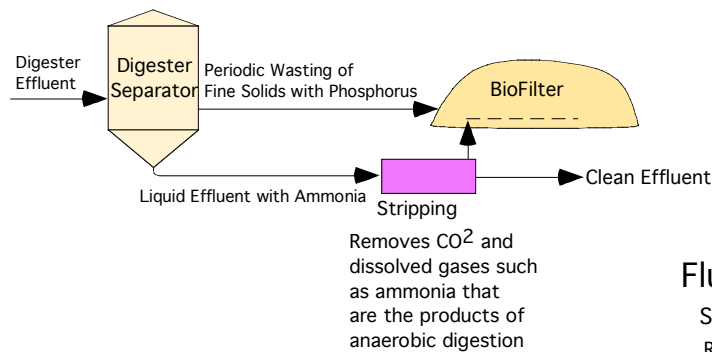 Digester
Effluent
Digester
Separator
Periodic Wasting of
Fine Solids with Phosphorus
BioFilter
Liquid Effluent with Ammonia
Stripping
Clean Effluent
Removes CO2 and
dissolved gases such
as ammonia that
are the products of
anaerobic digestion
Flu
S
R